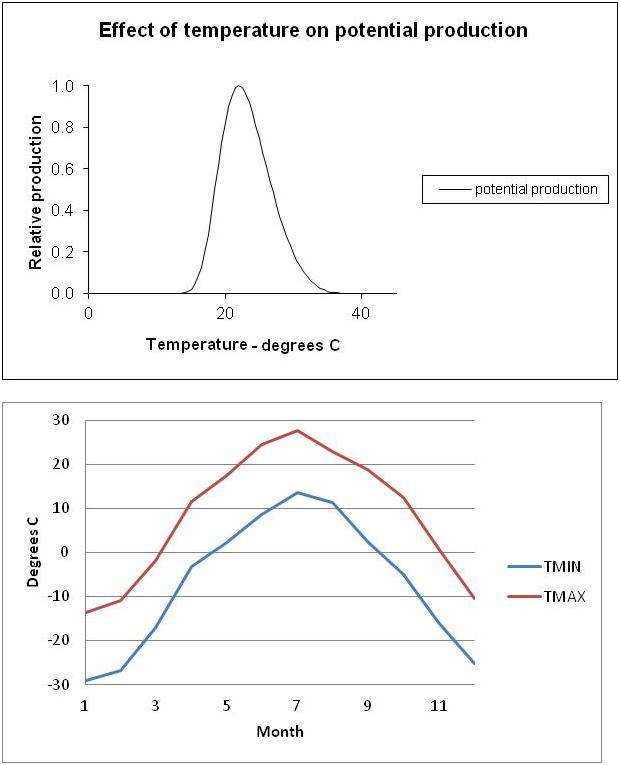 Effect of temperature on potential production
1.0
0.8
0.6
0.4
0.2
0.0
Relative production
0 20 40
Temperature - degrees C
potential production
30
20
10
0
-10
-20
-30
Degrees C
1 3 5 7 9 11
Month
TMIN
TMAX